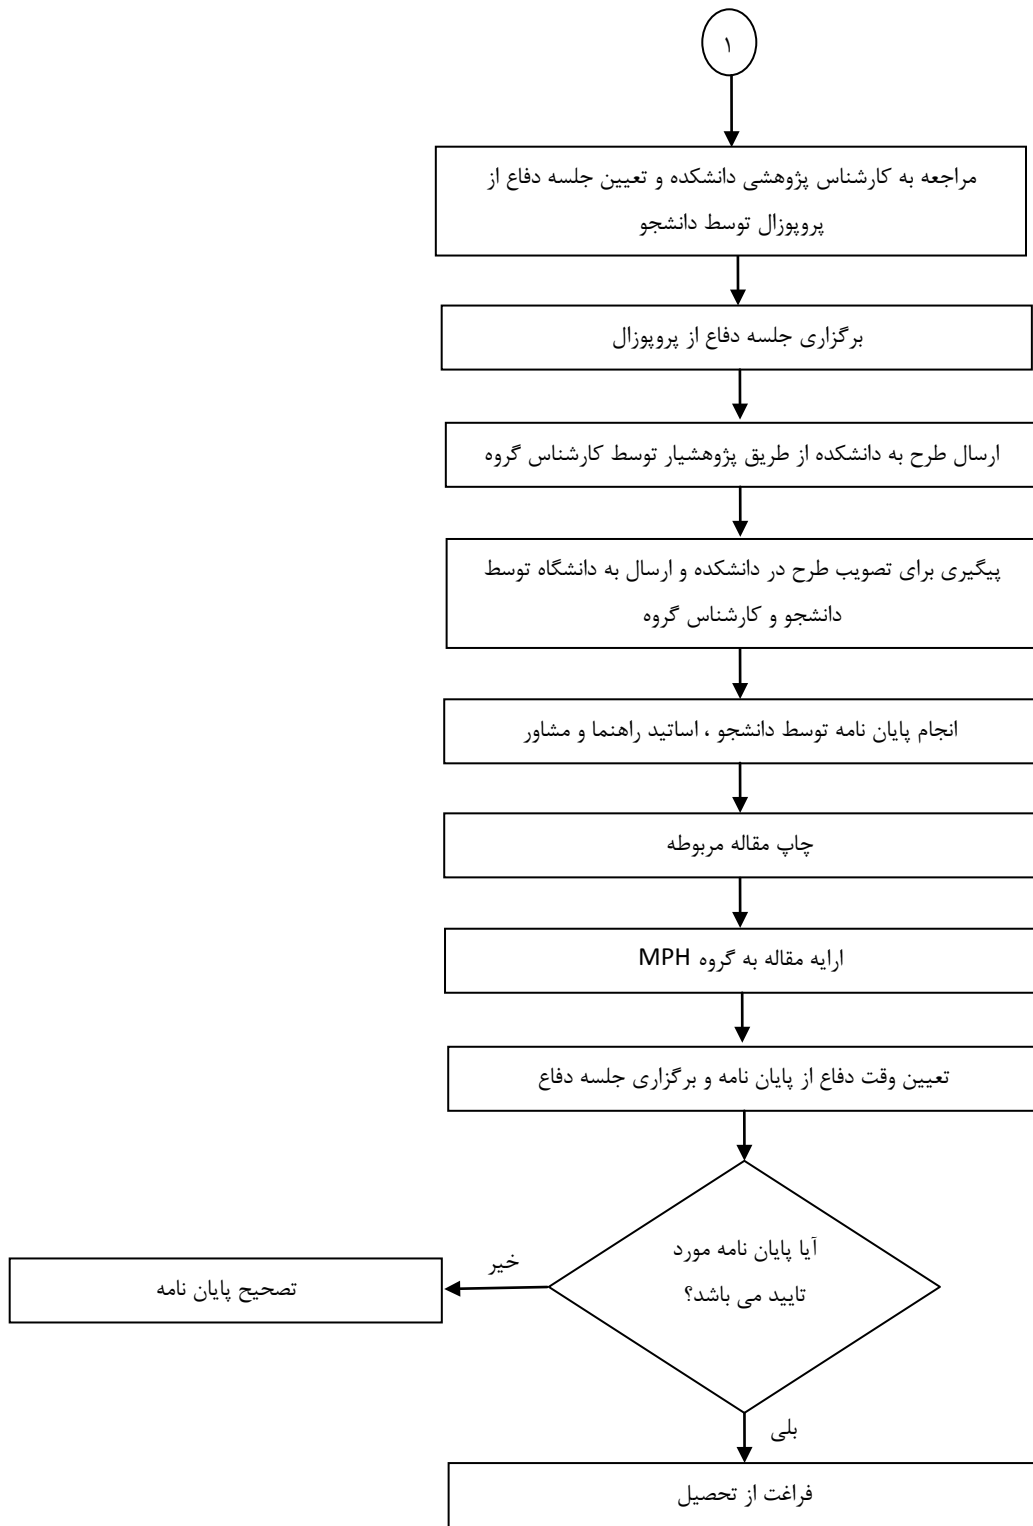 ۱
مراجعه به کارشناس پژوهشی دانشکده و تعیین جلسه دفاع از
پروپوزال توسط دانشجو
برگزاری جلسه دفاع از پروپوزال
ارسال طرح به دانشکده از طریق پژوهشیار توسط کارشناس گروه
پیگیری برای تصویب طرح در دانشکده و ارسال به دانشگاه توسط
دانشجو و کارشناس گروه
انجام پایان نامه توسط دانشجو ، اساتید راهنما و مشاور
چاپ مقاله مربوطه
ارایه مقاله به گروه MPH
تعیین وقت دفاع از پایان نامه و برگزاری جلسه دفاع
آیا پایان نامه مورد
تایید می باشد؟
خیر
تصحیح پایان نامه
بلی
فراغت از تحصیل